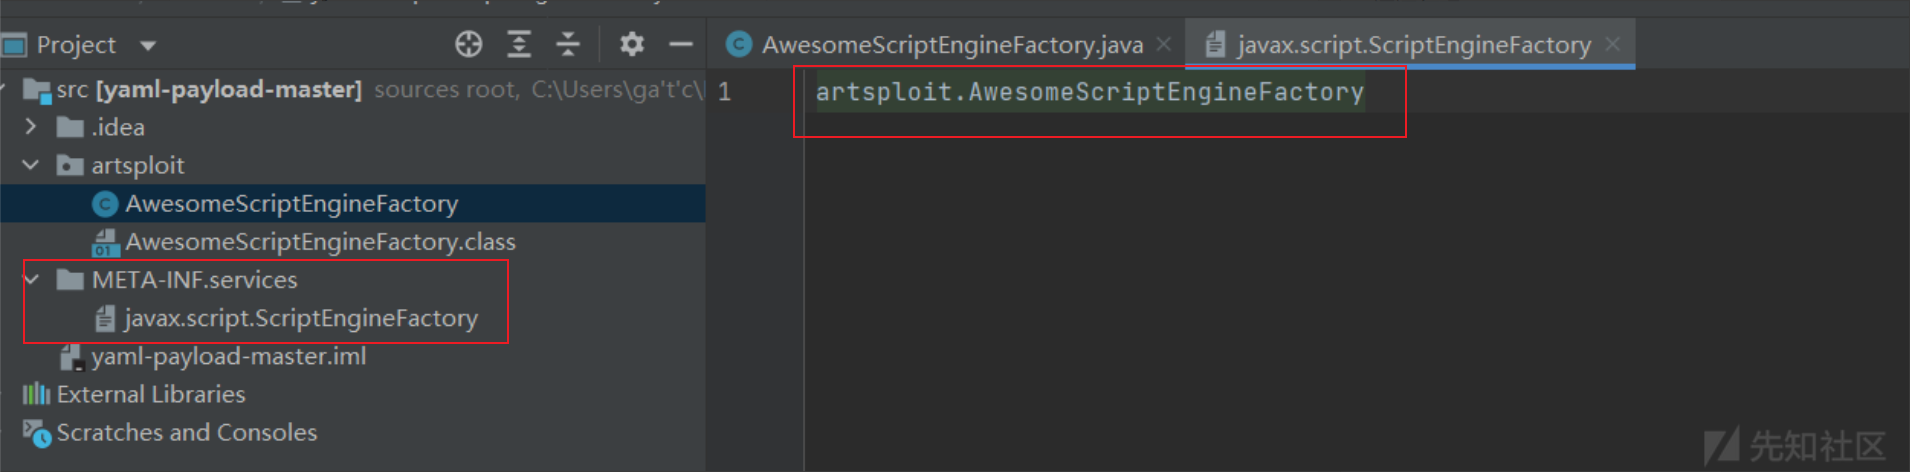 Project
AwesomeScriptEngineFactory.java
javax.script.ScriptEngineFactory
src [yaml-payload-master] sources root, C:\Users\ga't'c\
.idea
artsploit
AwesomeScriptEngineFactory
AwesomeScriptEngineFactory.class
META-INF.services
javax.script.ScriptEngineFactory
yaml-payload-master.iml
External Libraries
Scratches and Consoles
1 artsploit.AwesomeScriptEngineFactory
先知社区